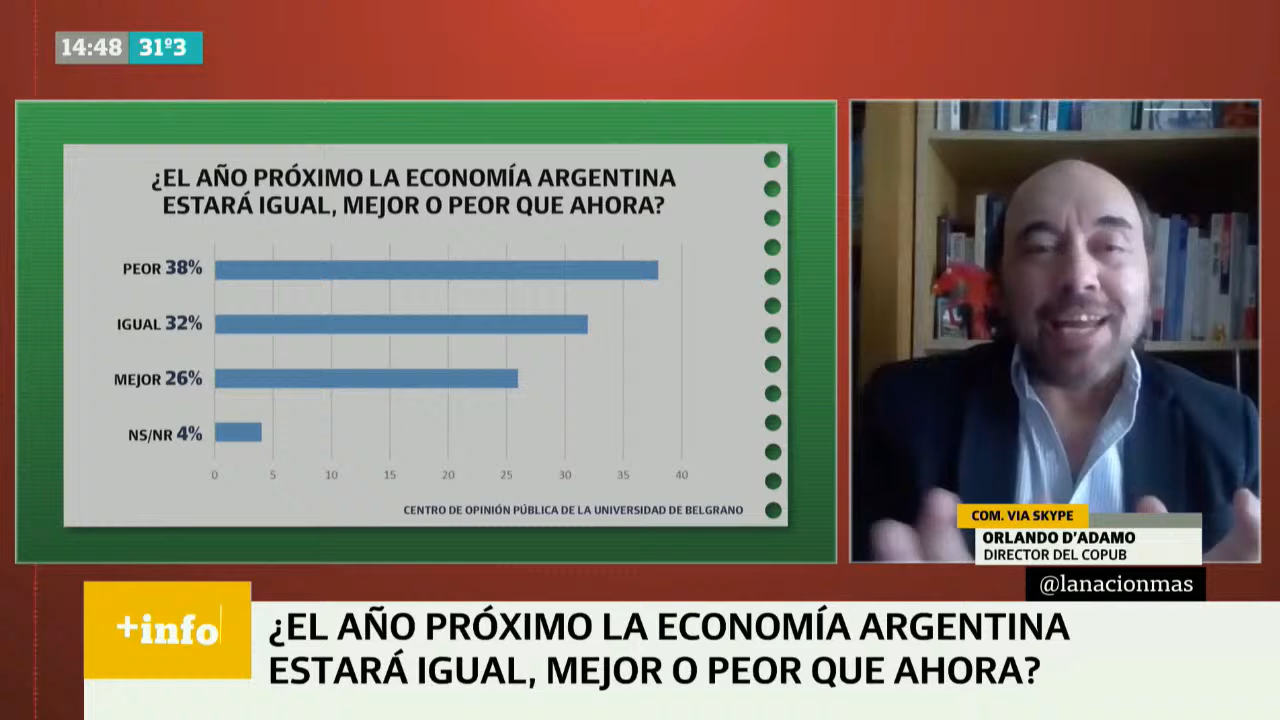 14:48 31º3
¿EL AÑO PRÓXIMO LA ECONOMÍA ARGENTINA
ESTARÁ IGUAL, MEJOR O PEOR QUE AHORA?
PEOR 38%
IGUAL 32%
MEJOR 26%
NS/NR 4%
0 5 10 15 20 25 30 35 40
CENTRO DE OPINIÓN PÚBLICA DE LA UNIVERSIDAD DE BELGRANO
COM. VIA SKYPE
ORLANDO D'ADAMO
DIRECTOR DEL COPUB
@lanacionmas
+info
¿EL AÑO PRÓXIMO LA ECONOMÍA ARGENTINA
ESTARÁ IGUAL, MEJOR O PEOR QUE AHORA?